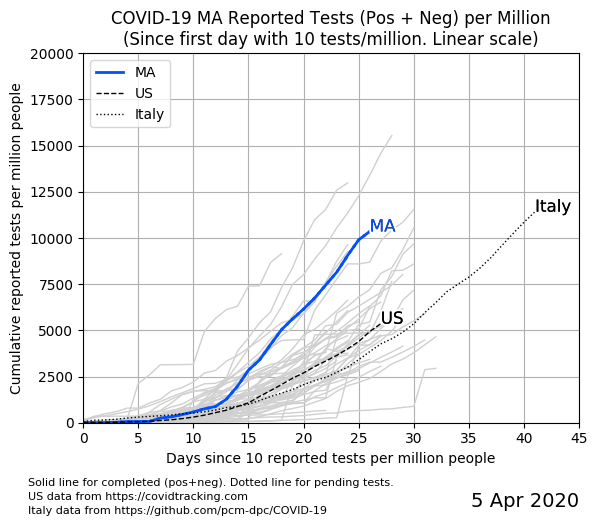 COVID-19 MA Reported Tests (Pos + Neg) per Million
(Since first day with 10 tests/million. Linear scale)
Cumulative reported tests per million people
20000
17500
15000
12500
10000
7500
5000
2500
0
MA
US
Italy
MA
US
Italy
0 5 10 15 20 25 30 35 40 45
Days since 10 reported tests per million people
Solid line for completed (pos+neg). Dotted line for pending tests.
US data from https://covidtracking.com
Italy data from https://github.com/pcm-dpc/COVID-19
5 Apr 2020